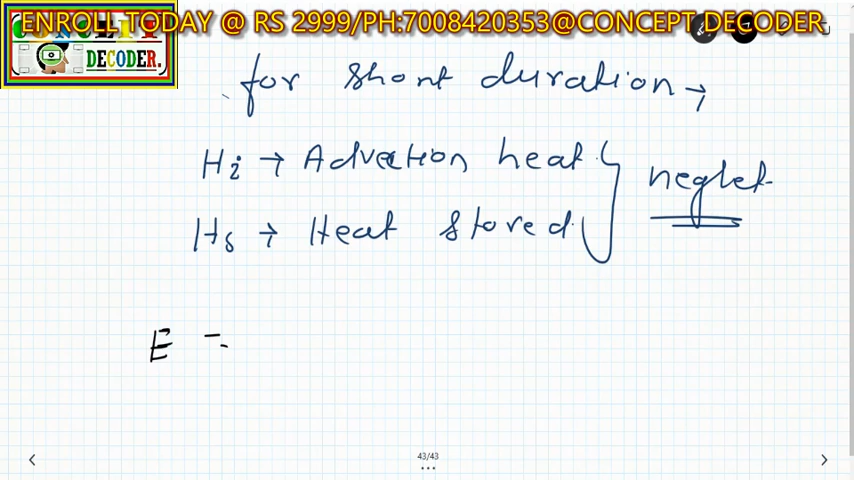 ENROLL TODAY @ RS 2999/PH:7008420353@CONCEPT DECODER
DECODER.
for short duration →
Hi → Advection heat
neglet
Hs → Heat stored
E =
43/43